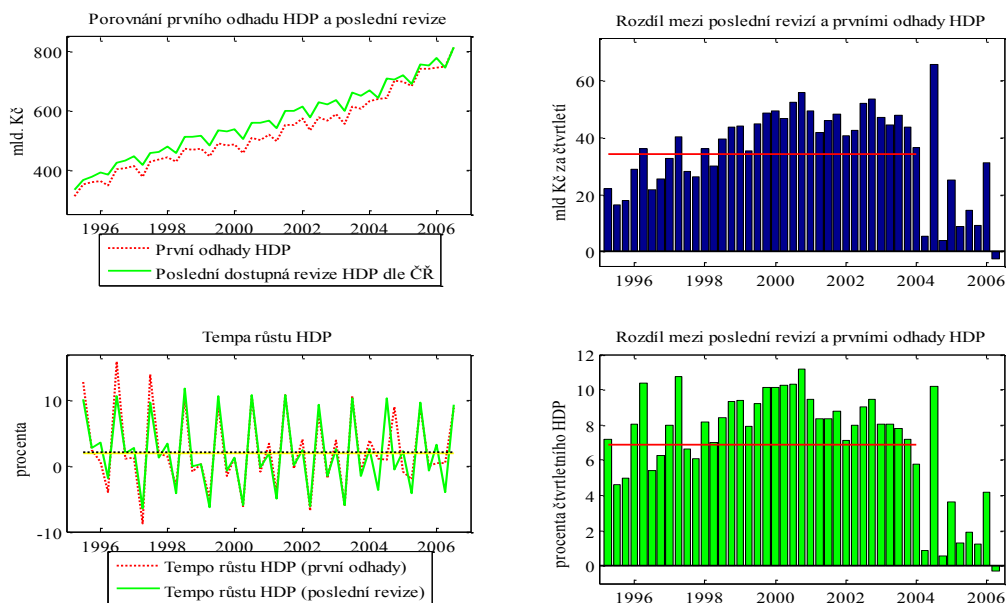 Porovnání prvního odhadu HDP a poslední revize
800
600
400
mld. Kč
1996 1998 2000 2002 2004 2006
První odhady HDP
Poslední dostupná revize HDP dle ČŘ
Rozdíl mezi poslední revizí a prvními odhady HDP
60
40
20
0
mld Kč za čtvrtletí
1996 1998 2000 2002 2004 2006
Tempa růstu HDP
10
0
-10
procenta
1996 1998 2000 2002 2004 2006
Tempo růstu HDP (první odhady)
Tempo růstu HDP (poslední revize)
Rozdíl mezi poslední revizí a prvními odhady HDP
12
10
8
6
4
2
0
procenta čtvrtletního HDP
1996 1998 2000 2002 2004 2006